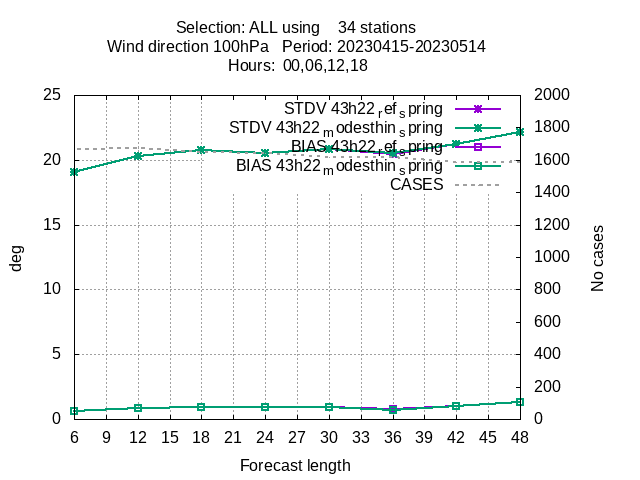 Selection: ALL using 34 stations
Wind direction 100hPa Period: 20230415-20230514
Hours: 00,06,12,18
25
20
15
10
5
0
deg
2000
1800
1600
1400
1200
1000
800
600
400
200
0
No cases
STDV 43h22_ref_spring
STDV 43h22_modesthin_spring
BIAS 43h22_ref_spring
BIAS 43h22_modesthin_spring
CASES
6 9 12 15 18 21 24 27 30 33 36 39 42 45 48
Forecast length